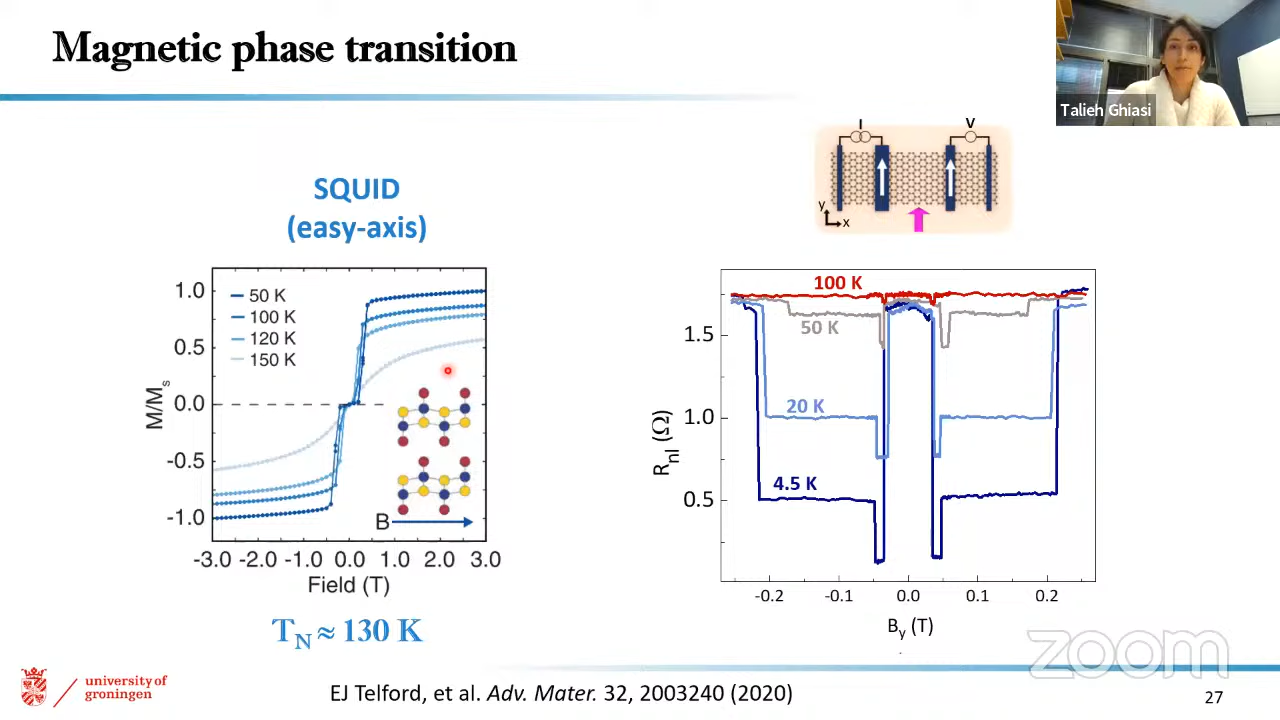 Magnetic phase transition
Talieh Ghiasi
SQUID
(easy-axis)
I
V
y
x
50 K
100 K
120 K
150 K
1.0
0.5
0.0
-0.5
-1.0
M/Ms
B
-3.0 -2.0 -1.0 0.0 1.0 2.0 3.0
Field (T)
TN ≈ 130 K
100 K
50 K
20 K
4.5 K
1.5
1.0
0.5
Rnl (Ω)
-0.2 -0.1 0.0 0.1 0.2
By (T)
zoom
university of
groningen
EJ Telford, et al. Adv. Mater. 32, 2003240 (2020)
27